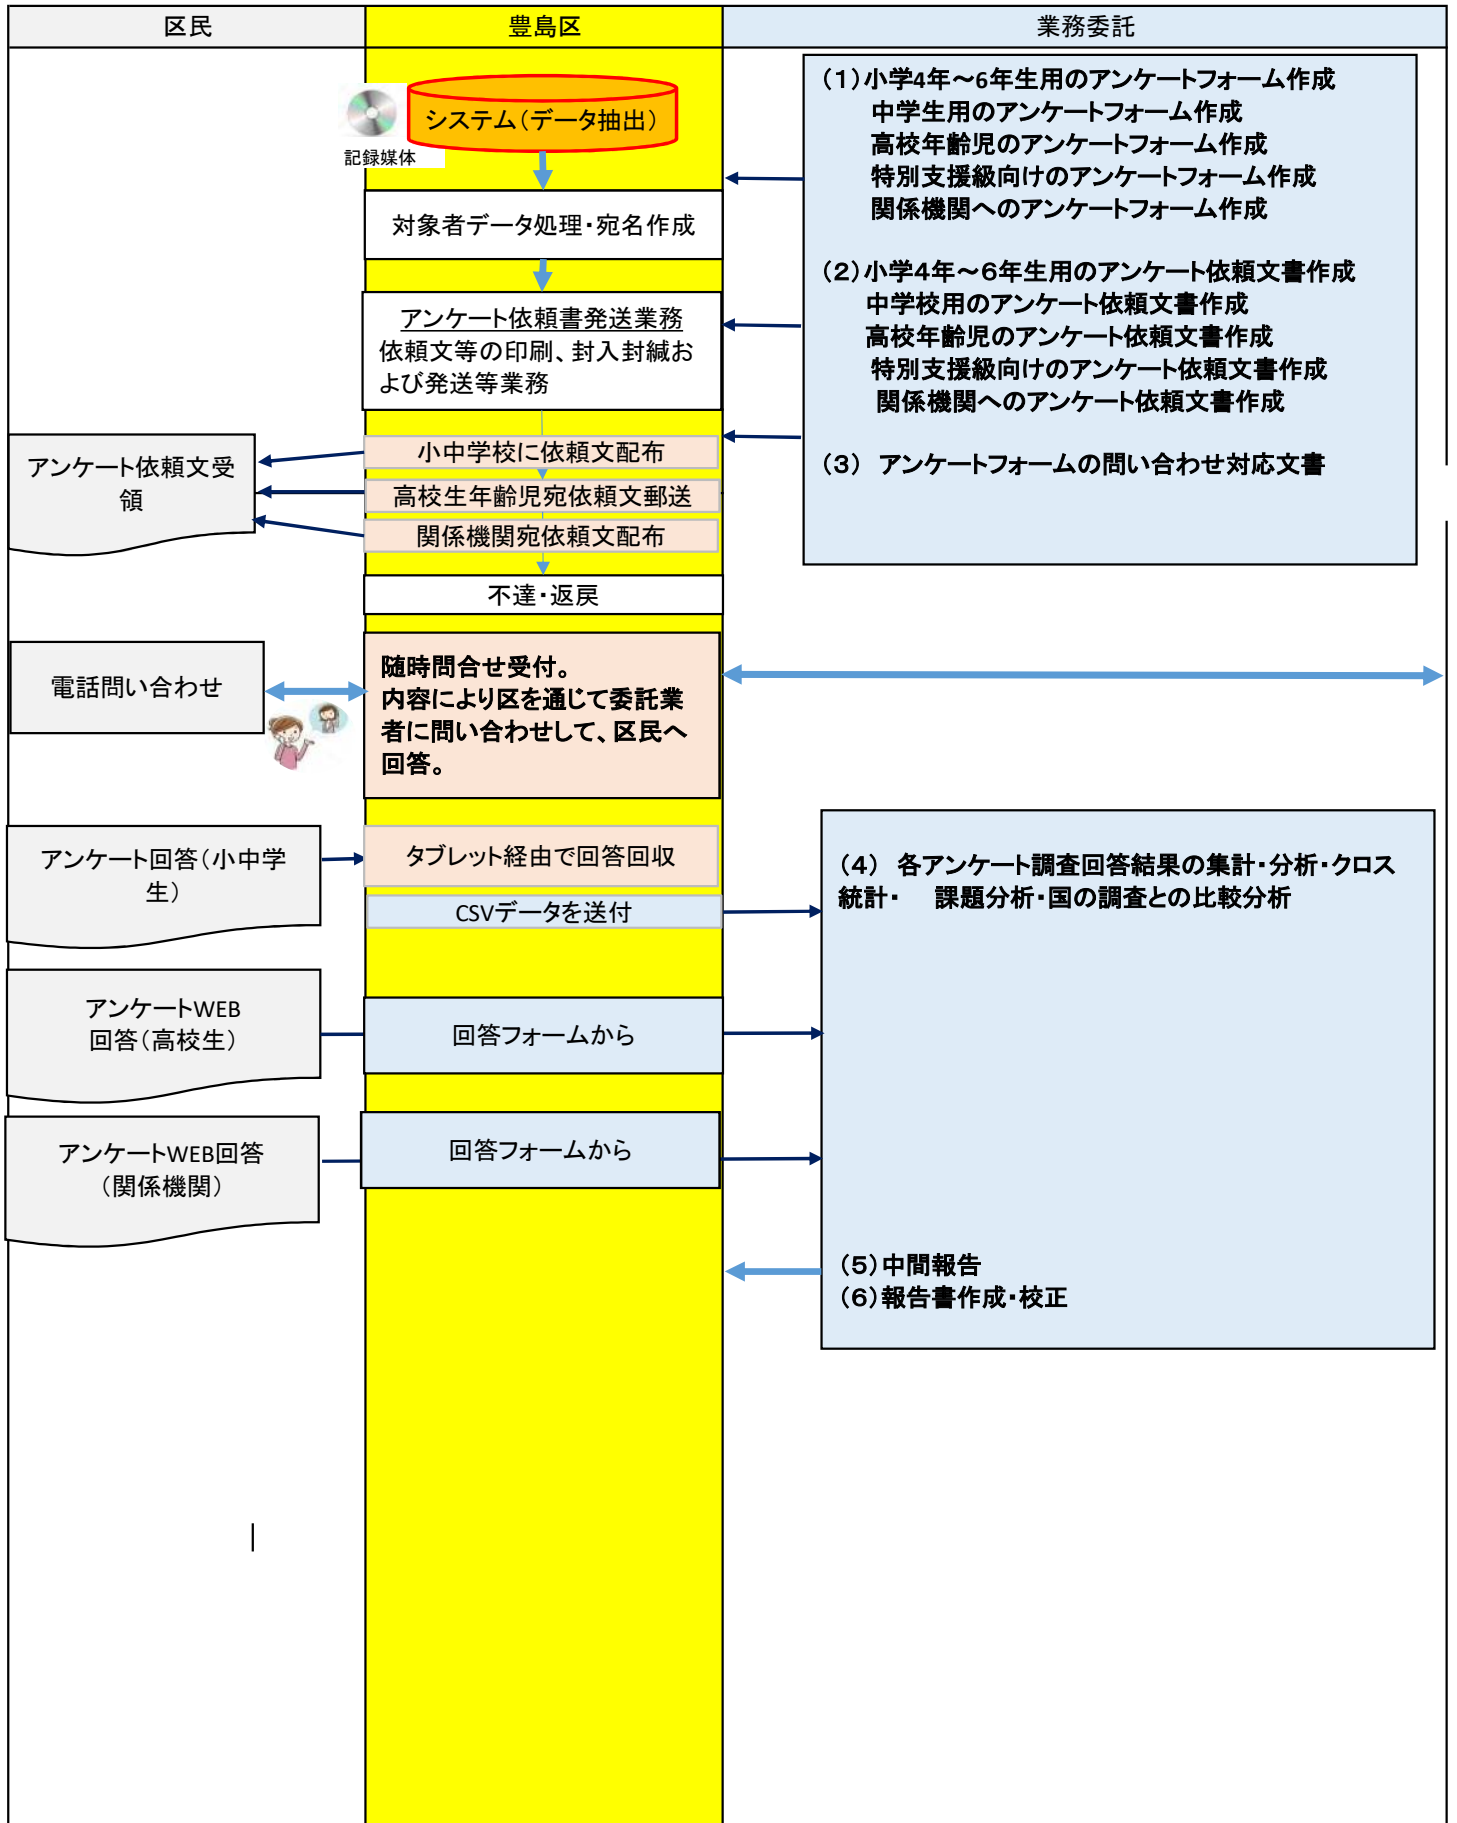 区民
豊島区
業務委託
システム（データ抽出）
記録媒体
対象者データ処理・宛名作成
アンケート依頼書発送業務
依頼文等の印刷、封入封緘お
よび発送等業務
小中学校に依頼文配布
高校生年齢児宛依頼文郵送
関係機関宛依頼文配布
アンケート依頼文受
領
不達・返戻
（1）小学4年～6年生用のアンケートフォーム作成
中学生用のアンケートフォーム作成
高校年齢児のアンケートフォーム作成
特別支援級向けのアンケートフォーム作成
関係機関へのアンケートフォーム作成
（2）小学4年～6年生用のアンケート依頼文書作成
中学校用のアンケート依頼文書作成
高校年齢児のアンケート依頼文書作成
特別支援級向けのアンケート依頼文書作成
関係機関へのアンケート依頼文書作成
（3） アンケートフォームの問い合わせ対応文書
電話問い合わせ
随時問合せ受付。
内容により区を通じて委託業
者に問い合わせして、区民へ
回答。
アンケート回答（小中学
生）
タブレット経由で回答回収
CSVデータを送付
アンケートWEB
回答（高校生）
回答フォームから
アンケートWEB回答
（関係機関）
回答フォームから
（4） 各アンケート調査回答結果の集計・分析・クロス
統計・　課題分析・国の調査との比較分析
（5）中間報告
（6）報告書作成・校正